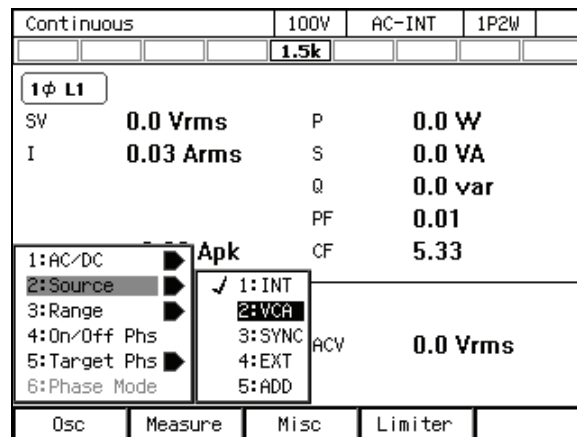 Continuous 100V AC-INT 1P2W
1.5k
1ϕ L1
SV 0.0 Vrms P 0.0 W
I 0.03 Arms S 0.0 VA
Q 0.0 var
PF 0.01
Apk CF 5.33
1:AC/DC
2:Source ✓ 1:INT
3:Range 2:VCA
4:On/Off Phs 3:SYNC ACV 0.0 Vrms
5:Target Phs 4:EXT
6:Phase Mode 5:ADD
Osc Measure Misc Limiter